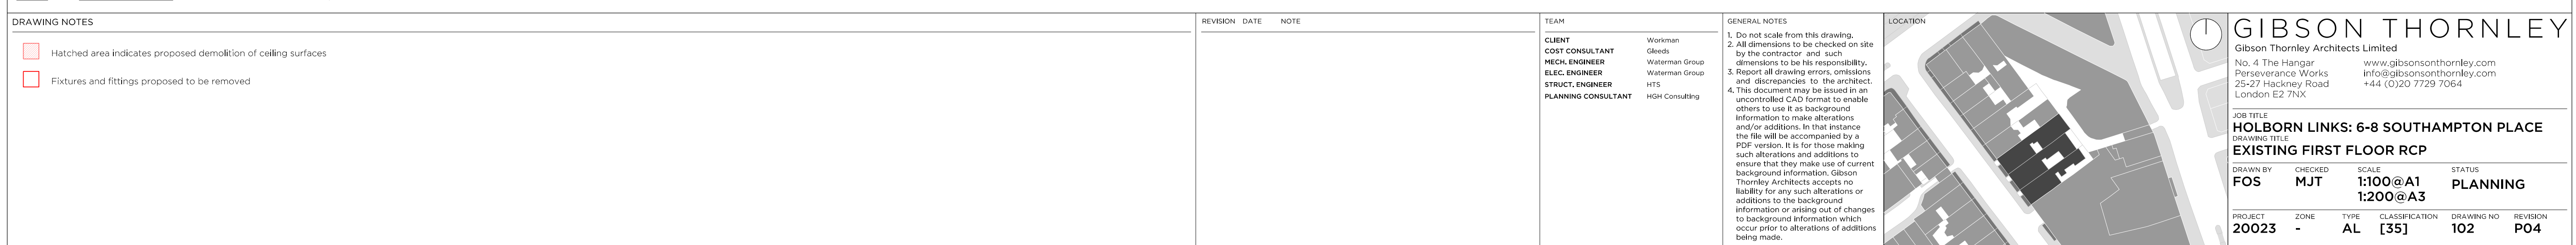 DRAWING NOTES
Hatched area indicates proposed demolition of ceiling surfaces
Fixtures and fittings proposed to be removed
REVISION DATE NOTE
TEAM
CLIENT Workman
COST CONSULTANT Gleeds
MECH. ENGINEER Waterman Group
ELEC. ENGINEER Waterman Group
STRUCT. ENGINEER HTS
PLANNING CONSULTANT HGH Consulting
GENERAL NOTES
1. Do not scale from this drawing.
2. All dimensions to be checked on site
by the contractor and such
dimensions to be his responsibility.
3. Report all drawing errors, omissions
and discrepancies to the architect.
4. This document may be issued in an
uncontrolled CAD format to enable
others to use it as background
information to make alterations
and/or additions. In that instance
the file will be accompanied by a
PDF version. It is for those making
such alterations and additions to
ensure that they make use of current
background information. Gibson
Thornley Architects accepts no
liability for any such alterations or
additions to the background
information or arising out of changes
to background information which
occur prior to alterations of additions
being made.
LOCATION
GIBSON THORNLEY
Gibson Thornley Architects Limited
No. 4 The Hangar www.gibsonsonthornley.com
Perseverance Works info@gibsonsonthornley.com
25-27 Hackney Road +44 (0)20 7729 7064
London E2 7NX
JOB TITLE
HOLBORN LINKS: 6-8 SOUTHAMPTON PLACE
DRAWING TITLE
EXISTING FIRST FLOOR RCP
DRAWN BY CHECKED SCALE STATUS
FOS MJT 1:100@A1 PLANNING
1:200@A3
PROJECT ZONE TYPE CLASSIFICATION DRAWING NO REVISION
20023 - AL [35] 102 P04